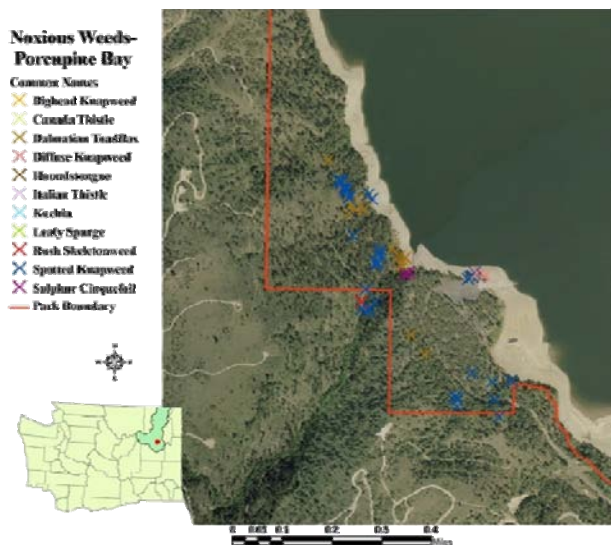 Noxious Weeds-
Porcupine Bay
Common Names
Bighead Knapweed
Canada Thistle
Dalmatian Toadflax
Diffuse Knapweed
Houndstongue
Italian Thistle
Kochia
Leafy Spurge
Rush Skeletonweed
Spotted Knapweed
Sulphur Cinquefoil
Park Boundary
N
W
E
S
0 0.05 0.1 0.2 0.3 0.4
Miles